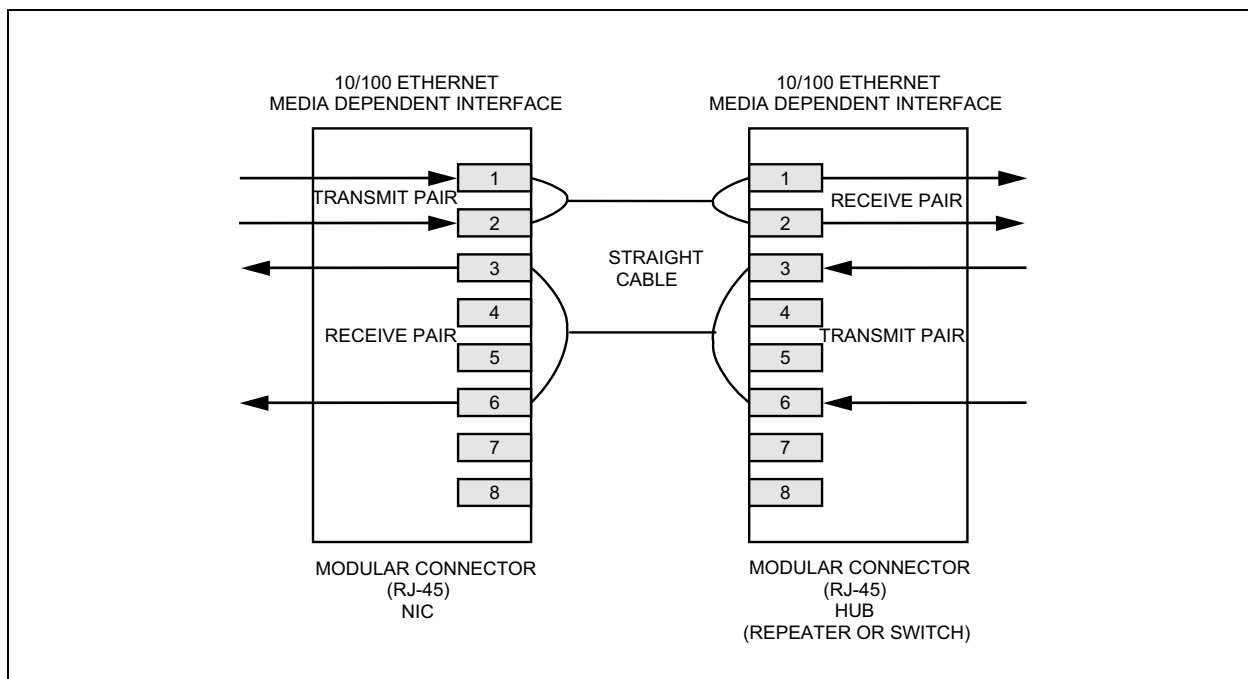 10/100 ETHERNET
MEDIA DEPENDENT INTERFACE
1
TRANSMIT PAIR
2
3
4
RECEIVE PAIR
5
6
7
8
MODULAR CONNECTOR
(RJ-45)
NIC
STRAIGHT
CABLE
10/100 ETHERNET
MEDIA DEPENDENT INTERFACE
1
RECEIVE PAIR
2
3
4
TRANSMIT PAIR
5
6
7
8
MODULAR CONNECTOR
(RJ-45)
HUB
(REPEATER OR SWITCH)